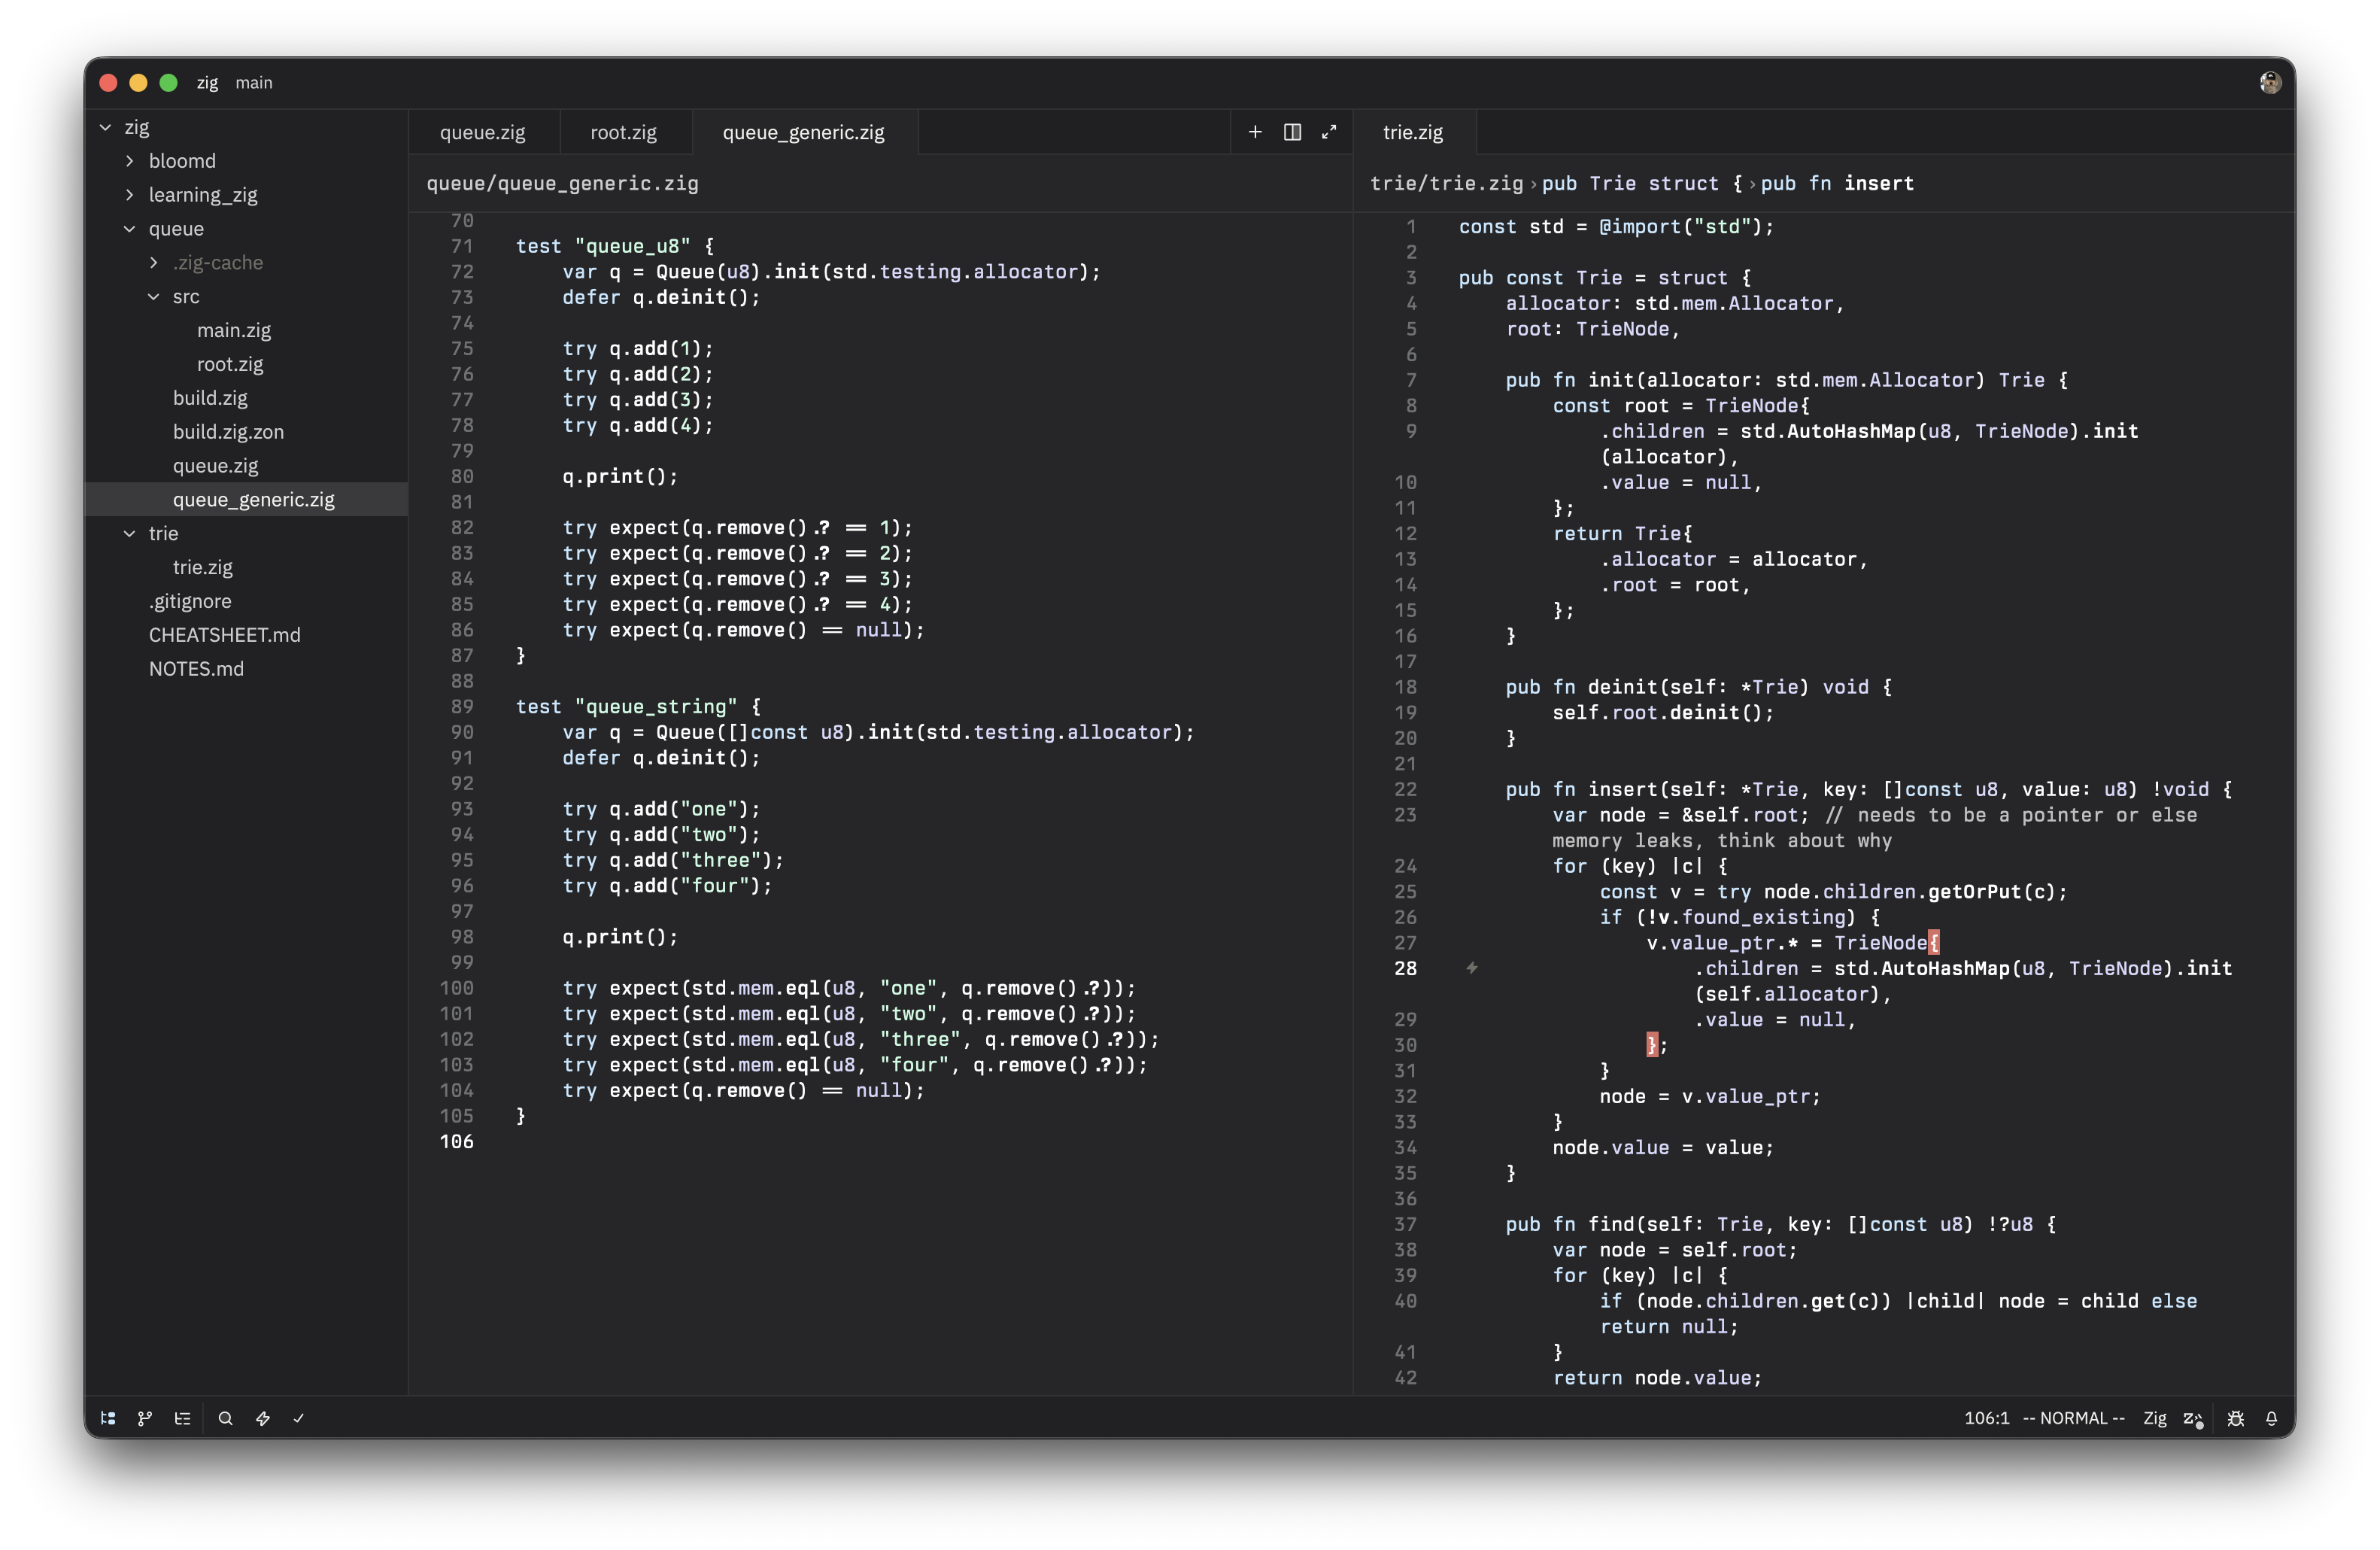 zig main
zig
bloomd
learning_zig
queue
.zig-cache
src
main.zig
root.zig
build.zig
build.zig.zon
queue.zig
queue_generic.zig
trie
trie.zig
.gitignore
CHEATSHEET.md
NOTES.md
queue.zig root.zig queue_generic.zig
queue/queue_generic.zig
70
71 test "queue_u8" {
72 var q = Queue(u8).init(std.testing.allocator);
73 defer q.deinit();
74
75 try q.add(1);
76 try q.add(2);
77 try q.add(3);
78 try q.add(4);
79
80 q.print();
81
82 try expect(q.remove().? == 1);
83 try expect(q.remove().? == 2);
84 try expect(q.remove().? == 3);
85 try expect(q.remove().? == 4);
86 try expect(q.remove() == null);
87 }
88
89 test "queue_string" {
90 var q = Queue([]const u8).init(std.testing.allocator);
91 defer q.deinit();
92
93 try q.add("one");
94 try q.add("two");
95 try q.add("three");
96 try q.add("four");
97
98 q.print();
99
100 try expect(std.mem.eql(u8, "one", q.remove().?));
101 try expect(std.mem.eql(u8, "two", q.remove().?));
102 try expect(std.mem.eql(u8, "three", q.remove().?));
103 try expect(std.mem.eql(u8, "four", q.remove().?));
104 try expect(q.remove() == null);
105 }
106
trie.zig
trie/trie.zig › pub Trie struct { › pub fn insert
1 const std = @import("std");
2
3 pub const Trie = struct {
4 allocator: std.mem.Allocator,
5 root: TrieNode,
6
7 pub fn init(allocator: std.mem.Allocator) Trie {
8 const root = TrieNode{
9 .children = std.AutoHashMap(u8, TrieNode).init
(allocator),
10 .value = null,
11 };
12 return Trie{
13 .allocator = allocator,
14 .root = root,
15 };
16 }
17
18 pub fn deinit(self: *Trie) void {
19 self.root.deinit();
20 }
21
22 pub fn insert(self: *Trie, key: []const u8, value: u8) !void {
23 var node = &self.root; // needs to be a pointer or else
memory leaks, think about why
24 for (key) |c| {
25 const v = try node.children.getOrPut(c);
26 if (!v.found_existing) {
27 v.value_ptr.* = TrieNode{
28 .children = std.AutoHashMap(u8, TrieNode).init
(self.allocator),
29 .value = null,
30 };
31 }
32 node = v.value_ptr;
33 }
34 node.value = value;
35 }
36
37 pub fn find(self: Trie, key: []const u8) !?u8 {
38 var node = self.root;
39 for (key) |c| {
40 if (node.children.get(c)) |child| node = child else
return null;
41 }
42 return node.value;
106:1 -- NORMAL -- Zig